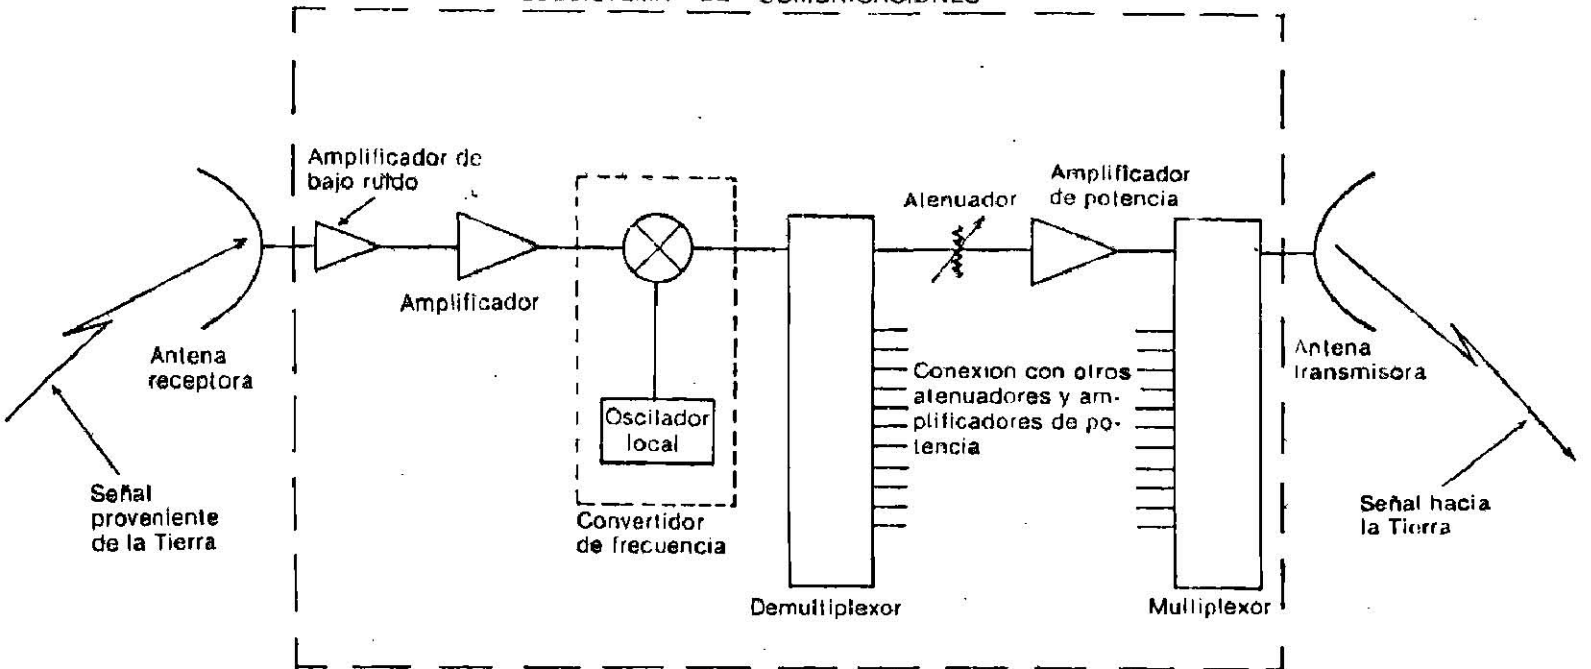 COMUNICACIONES
Amplificador de
bajo ruido
Amplificador
de potencia
Atenuador
Amplificador
Antena
receptora
Conexion con otros
atenuadores y am-
plificadores de po-
tencia
Antena
transmisora
Oscilador
local
Señal
proveniente
de la Tierra
Convertidor
de frecuencia
Señal hacia
la Tierra
Demultiplexor
Multiplexor